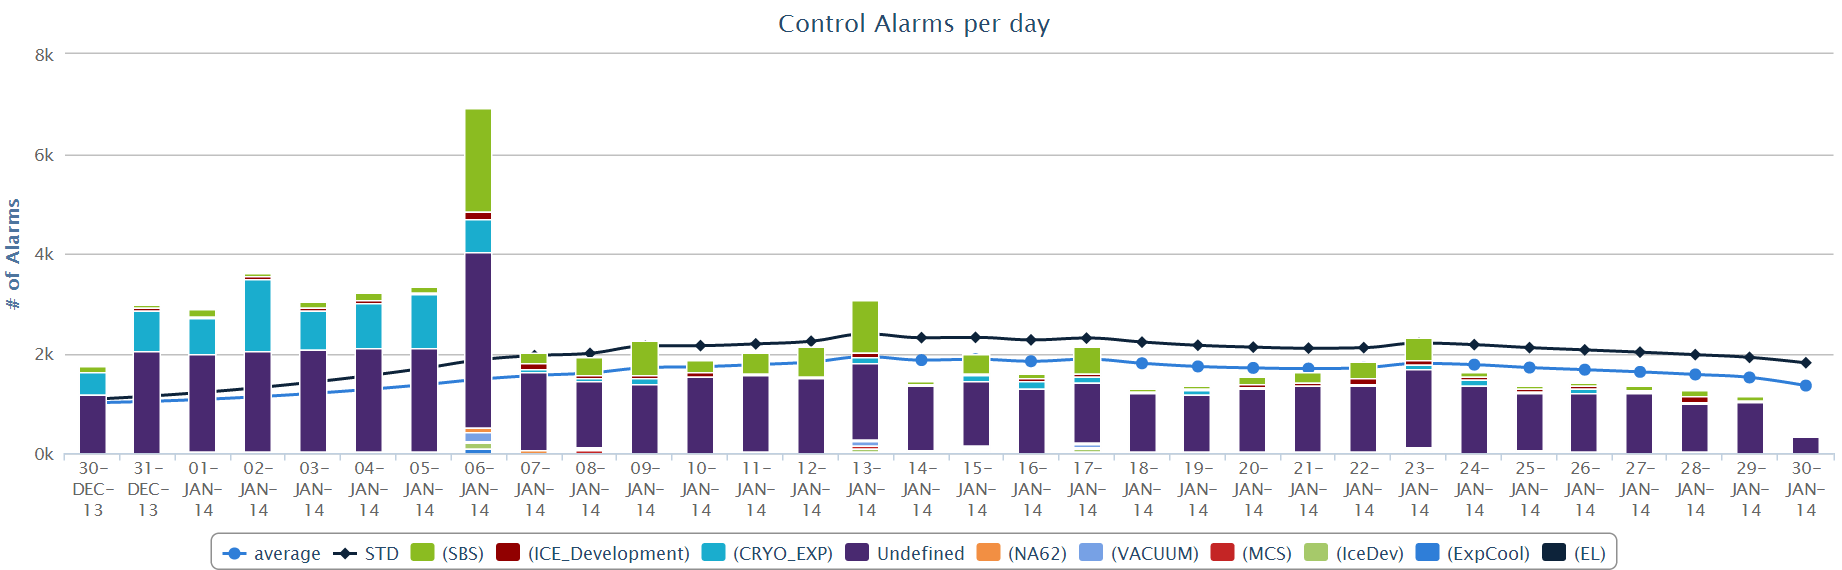 Control Alarms per day
# of Alarms
8k
6k
4k
2k
0k
30-
DEC-
13
31-
DEC-
13
01-
JAN-
14
02-
JAN-
14
03-
JAN-
14
04-
JAN-
14
05-
JAN-
14
06-
JAN-
14
07-
JAN-
14
08-
JAN-
14
09-
JAN-
14
10-
JAN-
14
11-
JAN-
14
12-
JAN-
14
13-
JAN-
14
14-
JAN-
14
15-
JAN-
14
16-
JAN-
14
17-
JAN-
14
18-
JAN-
14
19-
JAN-
14
20-
JAN-
14
21-
JAN-
14
22-
JAN-
14
23-
JAN-
14
24-
JAN-
14
25-
JAN-
14
26-
JAN-
14
27-
JAN-
14
28-
JAN-
14
29-
JAN-
14
30-
JAN-
14
average STD (SBS) (ICE_Development) (CRYO_EXP) Undefined (NA62) (VACUUM) (MCS) (IceDev) (ExpCool) (EL)